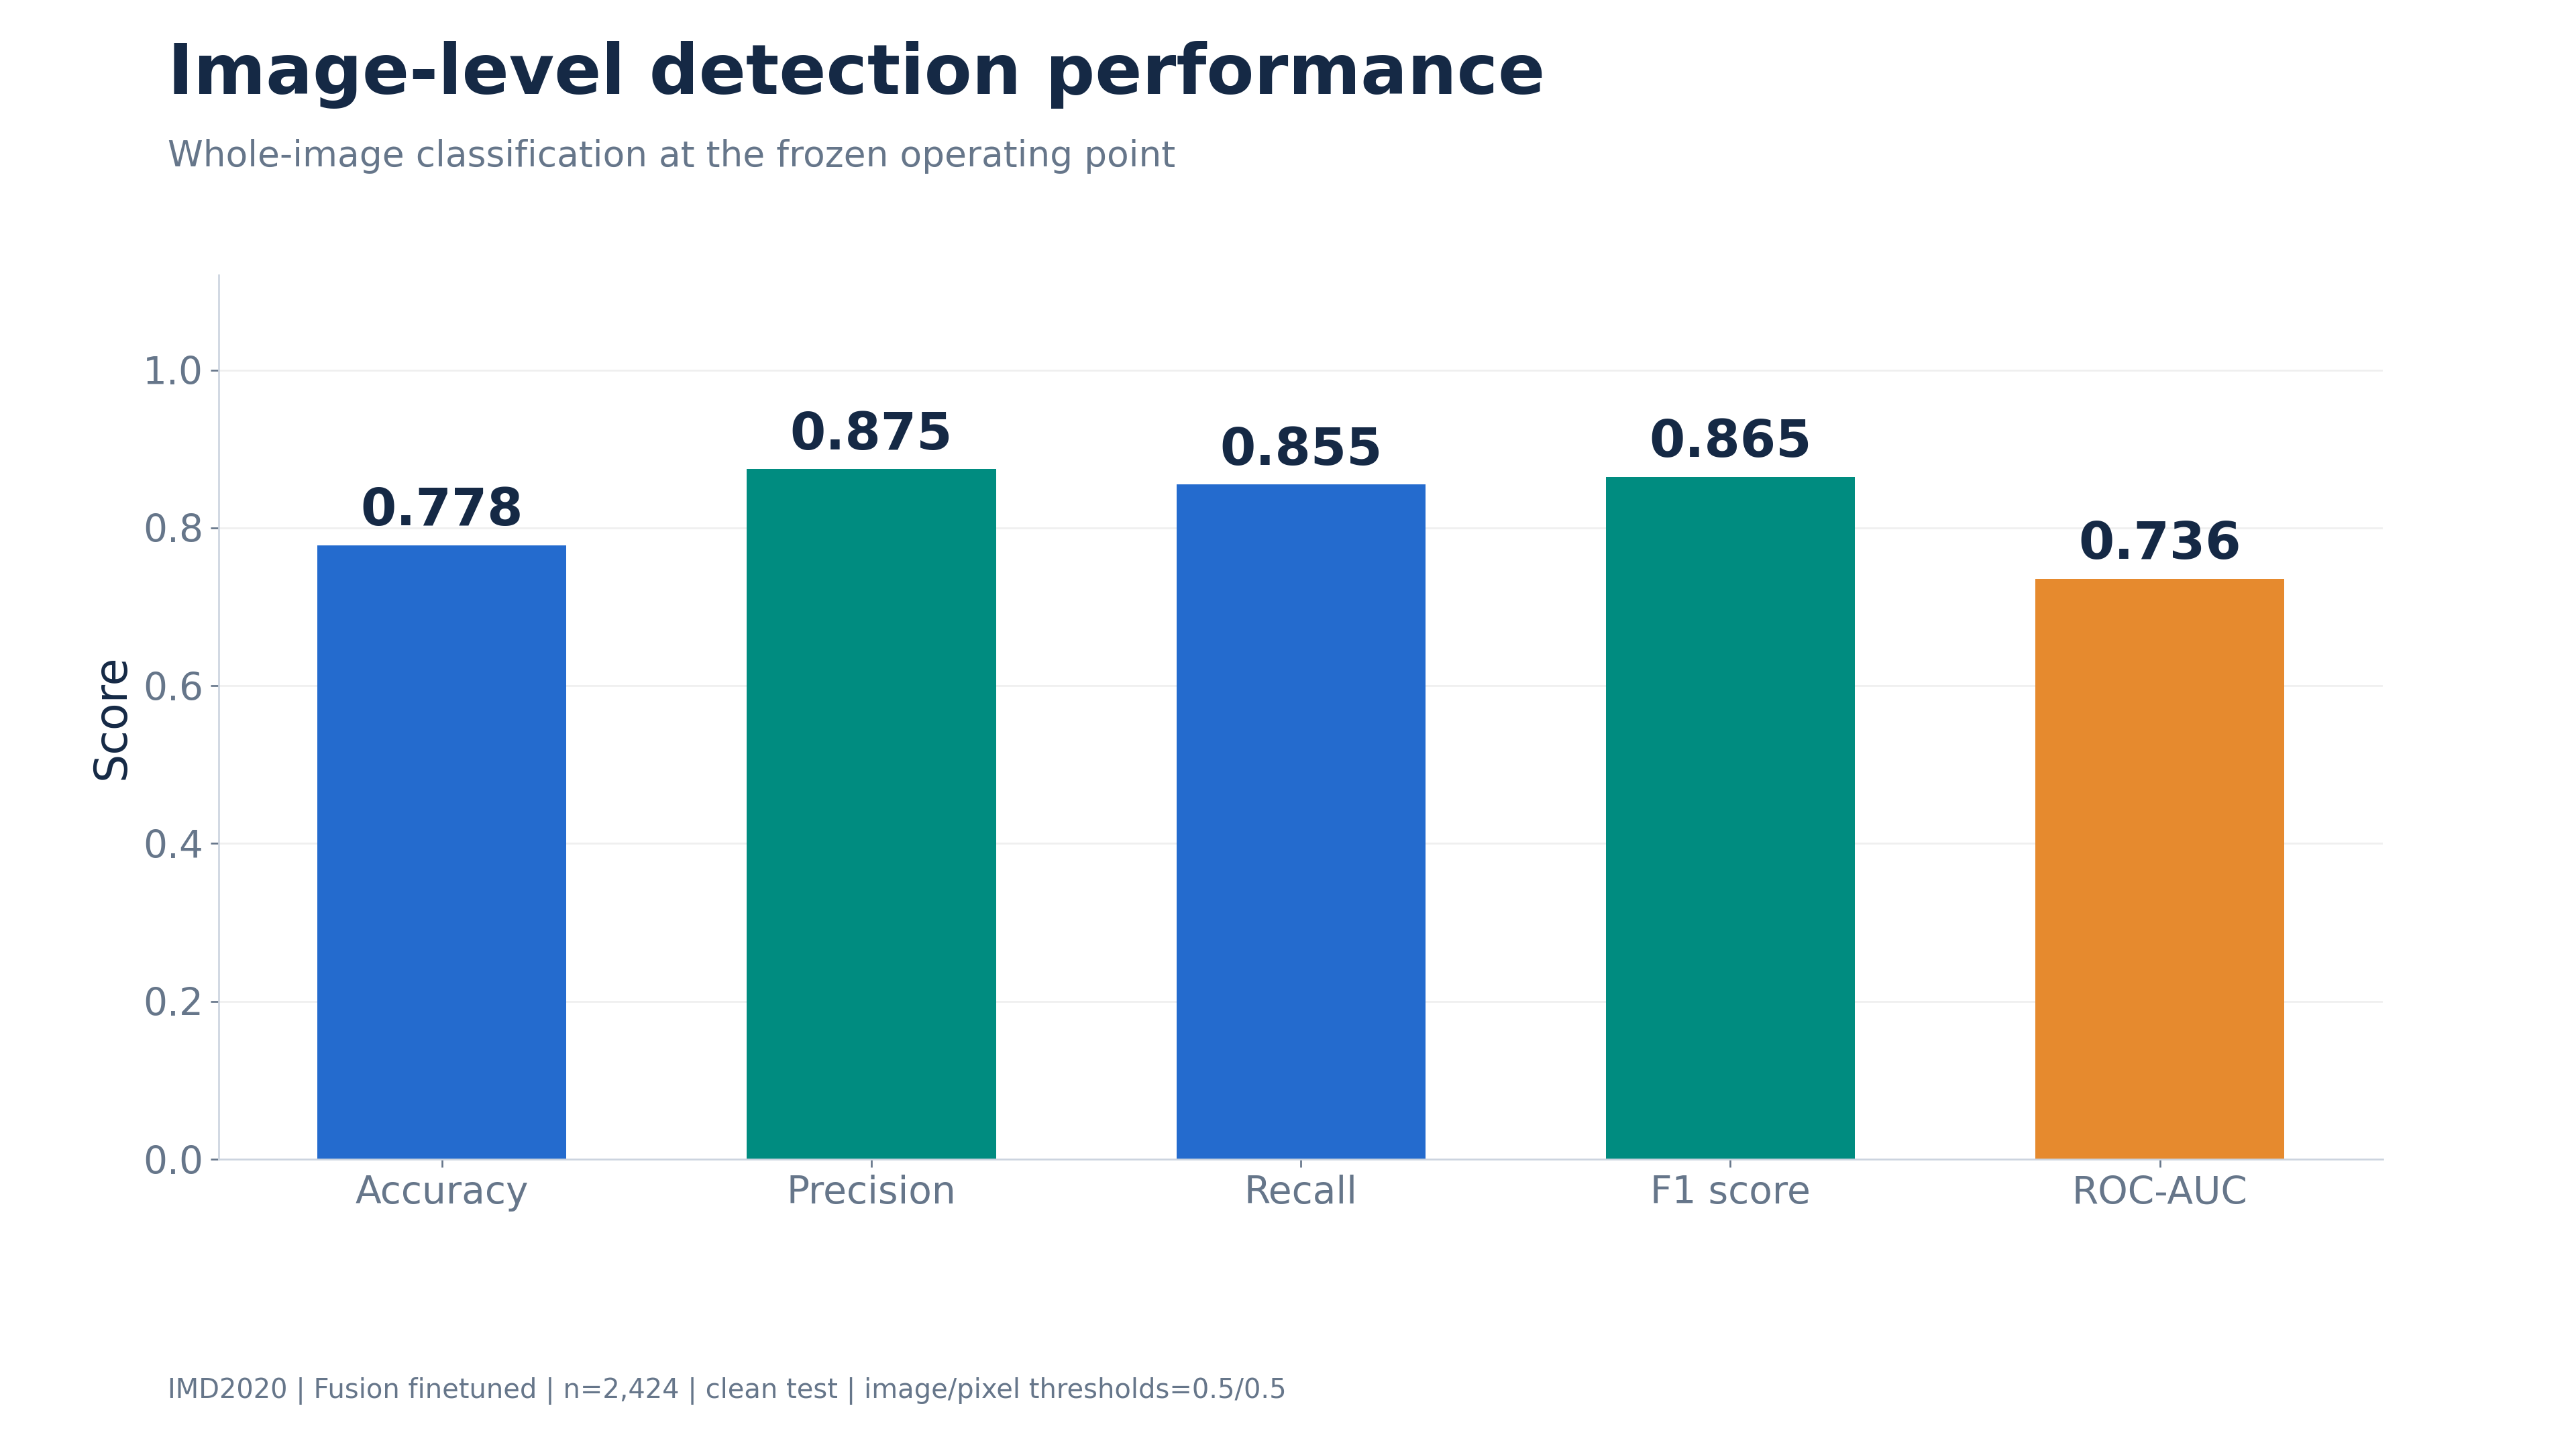 Image-level detection performance
Whole-image classification at the frozen operating point
Score
1.0
0.8
0.6
0.4
0.2
0.0
0.778
0.875
0.855
0.865
0.736
Accuracy
Precision
Recall
F1 score
ROC-AUC
IMD2020 | Fusion finetuned | n=2,424 | clean test | image/pixel thresholds=0.5/0.5